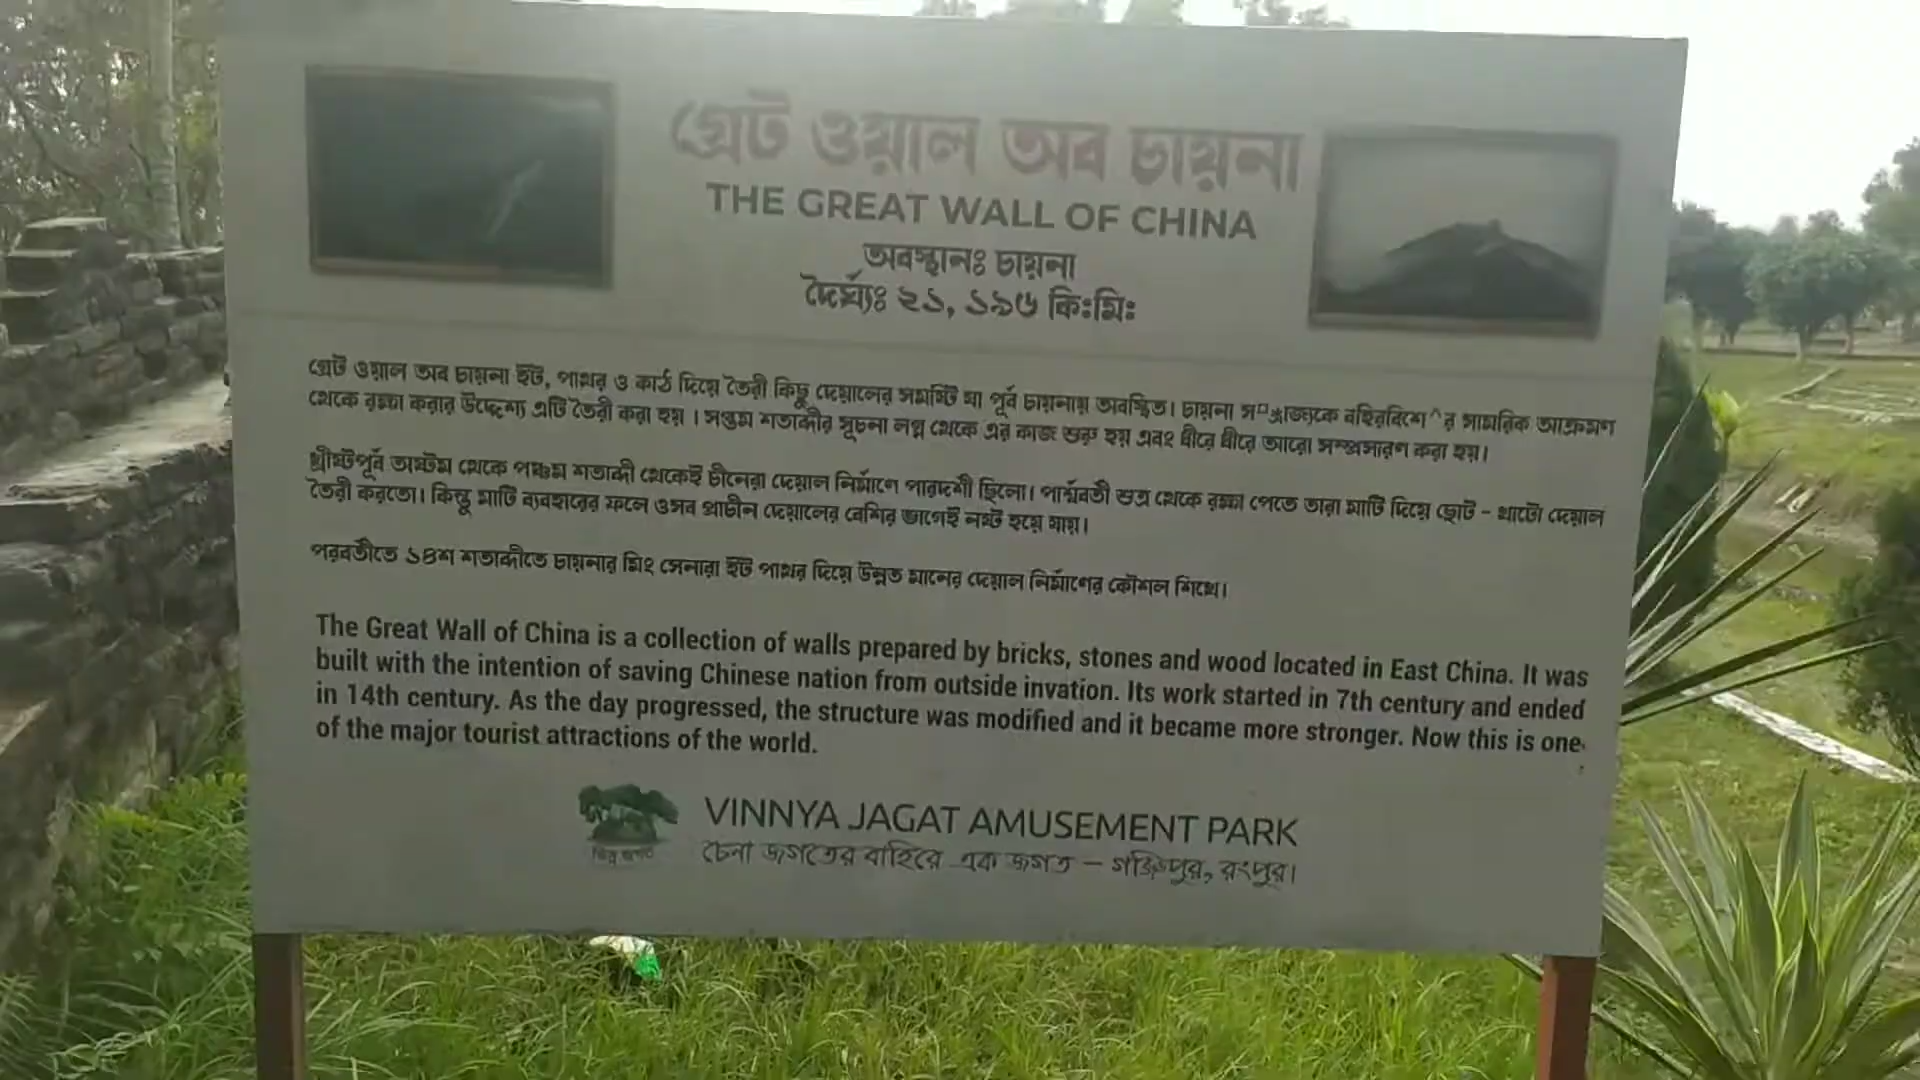 গ্রেট ওয়াল অব চায়না
THE GREAT WALL OF CHINA
অবস্থানঃ চায়না
দৈর্ঘ্যঃ ২১, ১৯৬ কিঃমিঃ
গ্রেট ওয়াল অব চায়না ইট, পাথর ও কাঠ দিয়ে তৈরী কিছু দেয়ালের সমষ্টি যা পূর্ব চায়নায় অবস্থিত। চায়না স¤্রাজ্যকে বহিরবিশে^র সামরিক আক্রমণ
থেকে রক্ষা করার উদ্দেশ্য এটি তৈরী করা হয় । সপ্তম শতাব্দীর সূচনা লগ্ন থেকে এর কাজ শুরু হয় এবং ধীরে ধীরে আরো সম্প্রসারণ করা হয়।
খ্রীষ্টপূর্ব অষ্টম থেকে পঞ্চম শতাব্দী থেকেই চীনেরা দেয়াল নির্মাণে পারদর্শী ছিলো। পার্শ্ববর্তী শুত্র থেকে রক্ষা পেতে তারা মাটি দিয়ে ছোট - খাটো দেয়াল
তৈরী করতো। কিন্তু মাটি ব্যবহারের ফলে ওসব প্রাচীন দেয়ালের বেশির ভাগেই নষ্ট হয়ে যায়।
পরবর্তীতে ১৪শ শতাব্দীতে চায়নার মিং সেনারা ইট পাথর দিয়ে উন্নত মানের দেয়াল নির্মাণের কৌশল শিখে।
The Great Wall of China is a collection of walls prepared by bricks, stones and wood located in East China. It was
built with the intention of saving Chinese nation from outside invation. Its work started in 7th century and ended
in 14th century. As the day progressed, the structure was modified and it became more stronger. Now this is one
of the major tourist attractions of the world.
VINNYA JAGAT AMUSEMENT PARK
ভিন্ন জগত
চেনা জগতের বাহিরে এক জগত – গঞ্জিপুর, রংপুর।